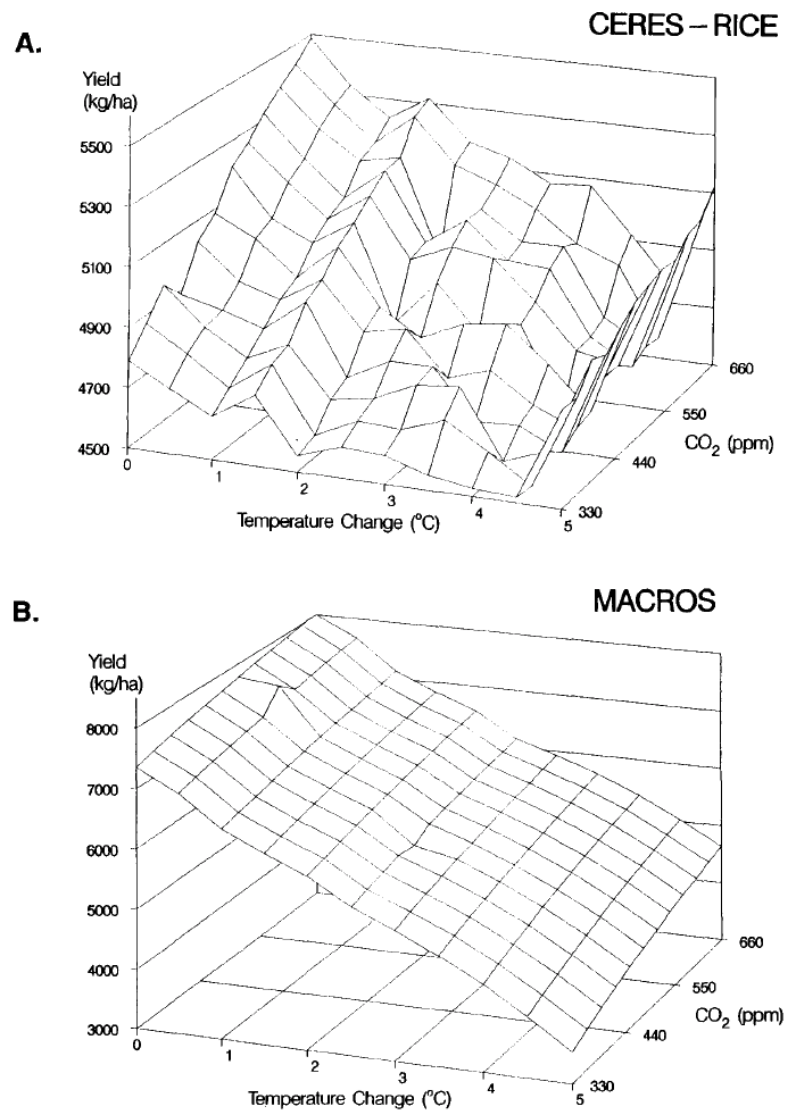 CERES – RICE
A.
Yield
(kg/ha)
5500
5300
5100
4900
4700
4500
0
1
2
3
4
5
Temperature Change (°C)
330
440
550
660
CO2 (ppm)
MACROS
B.
Yield
(kg/ha)
8000
7000
6000
5000
4000
3000
0
1
2
3
4
5
Temperature Change (°C)
330
440
550
660
CO2 (ppm)